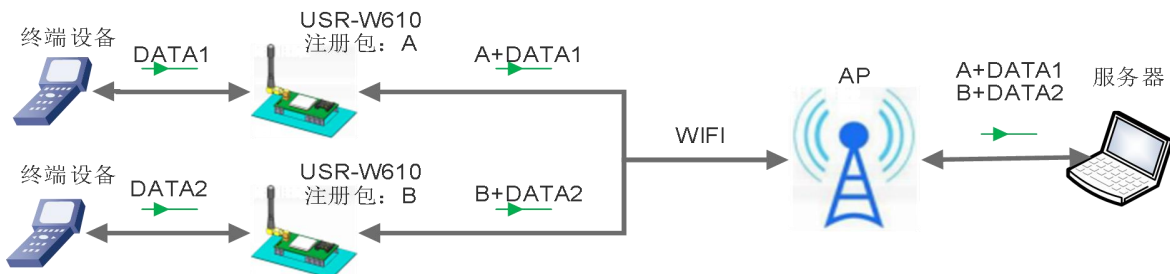 终端设备
DATA1
USR-W610
注册包：A
A+DATA1
AP
A+DATA1
B+DATA2
服务器
WIFI
终端设备
DATA2
USR-W610
注册包：B
B+DATA2